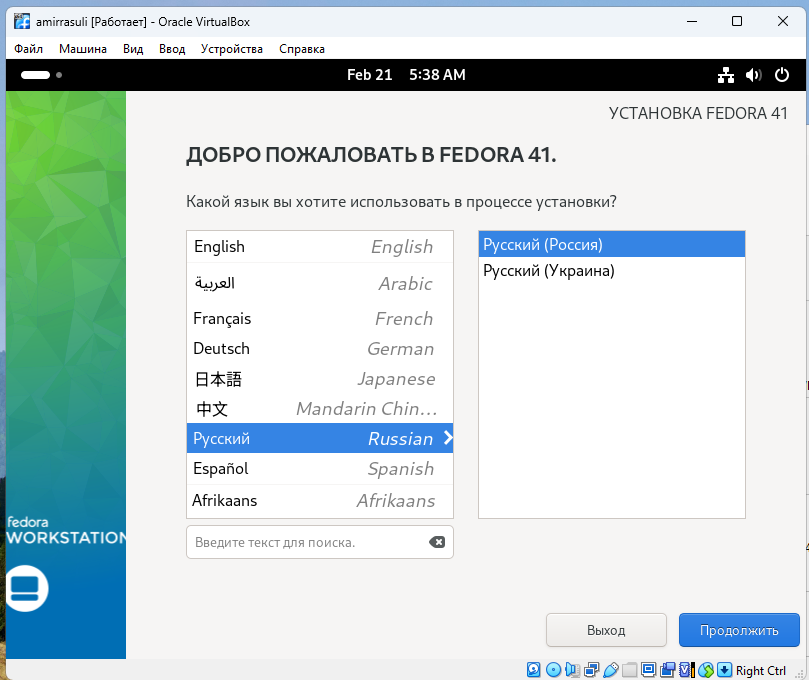 amirrasuli [Работает] - Oracle VirtualBox
Файл Машина Вид Ввод Устройства Справка
Feb 21 5:38 AM
УСТАНОВКА FEDORA 41
ДОБРО ПОЖАЛОВАТЬ В FEDORA 41.
Какой язык вы хотите использовать в процессе установки?
English English
العربية Arabic
Français French
Deutsch German
日本語 Japanese
中文 Mandarin Chin...
Русский Russian
Español Spanish
Afrikaans Afrikaans
Русский (Россия)
Русский (Украина)
Введите текст для поиска.
fedora
WORKSTATION
Выход Продолжить
Right Ctrl